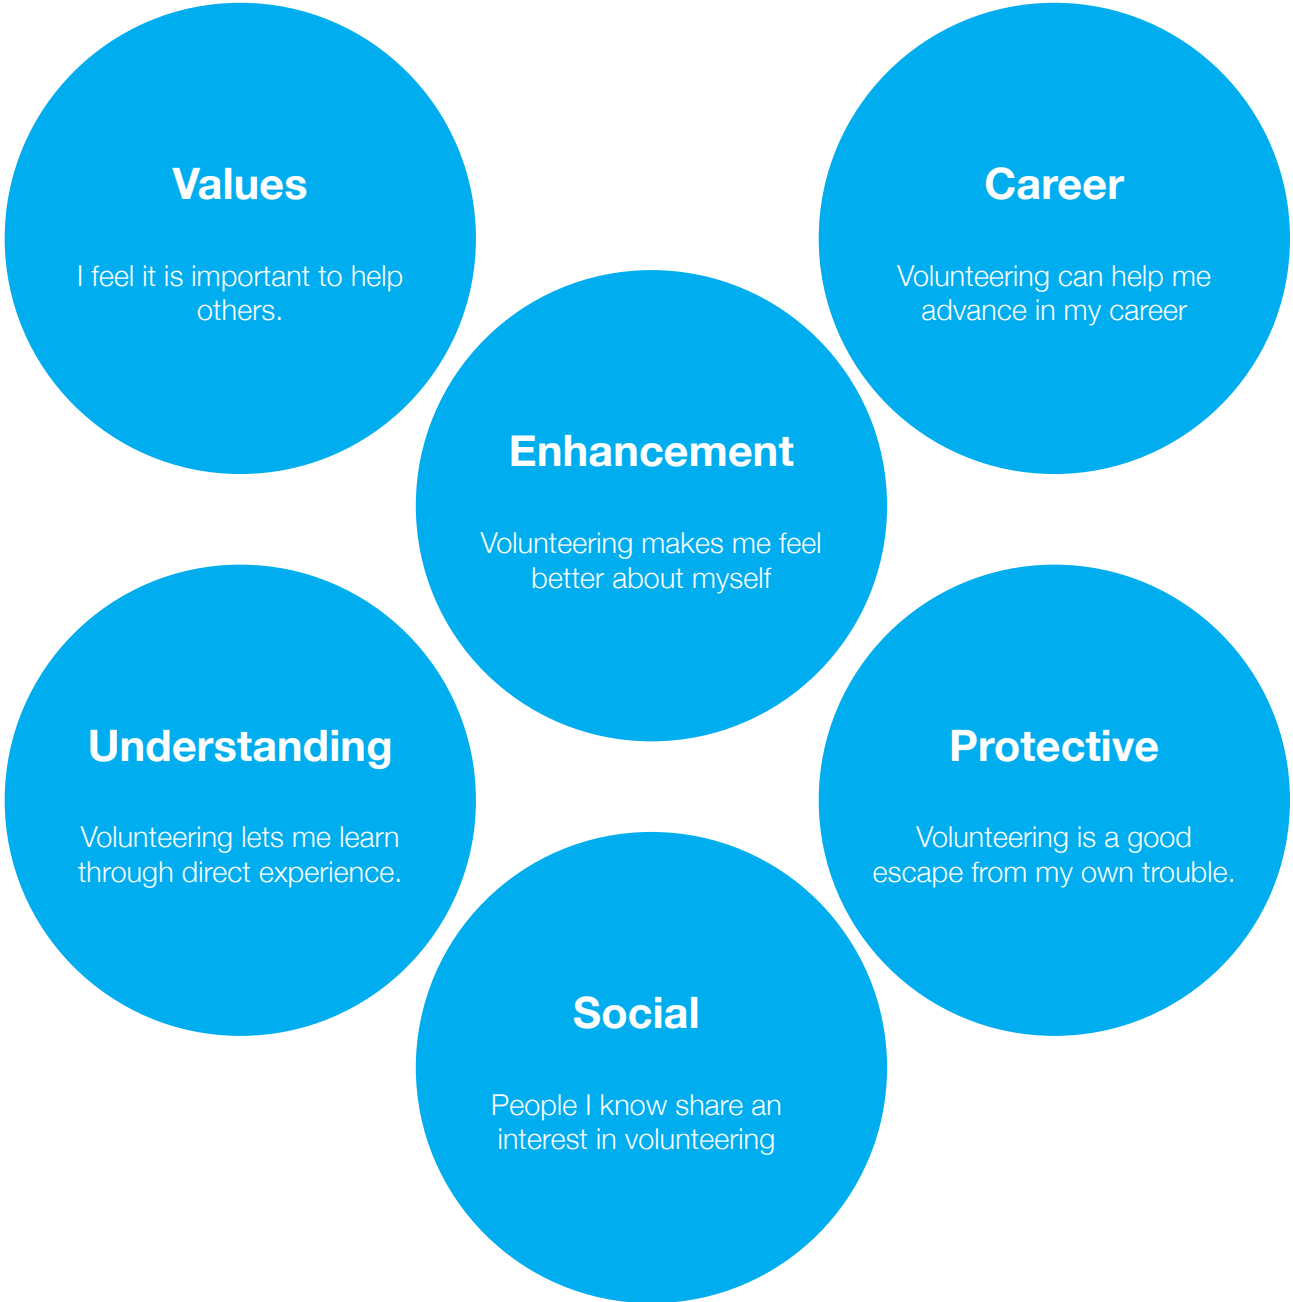 Values
I feel it is important to help
others.
Career
Volunteering can help me
advance in my career
Enhancement
Volunteering makes me feel
better about myself
Understanding
Volunteering lets me learn
through direct experience.
Protective
Volunteering is a good
escape from my own trouble.
Social
People I know share an
interest in volunteering